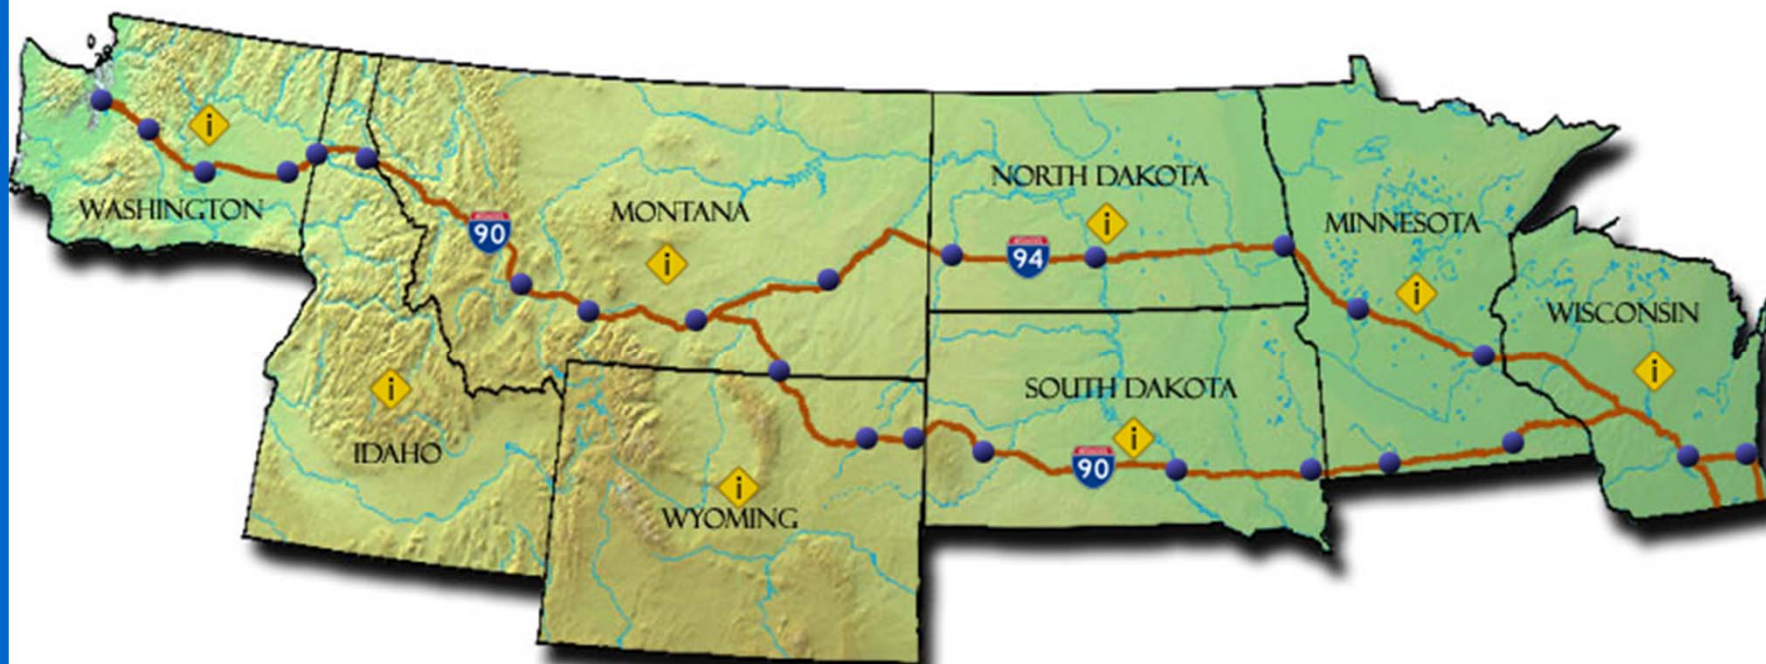 WASHINGTON
i
90
MONTANA
i
NORTH DAKOTA
i
94
MINNESOTA
i
WISCONSIN
i
SOUTH DAKOTA
i
90
i
IDAHO
i
WYOMING